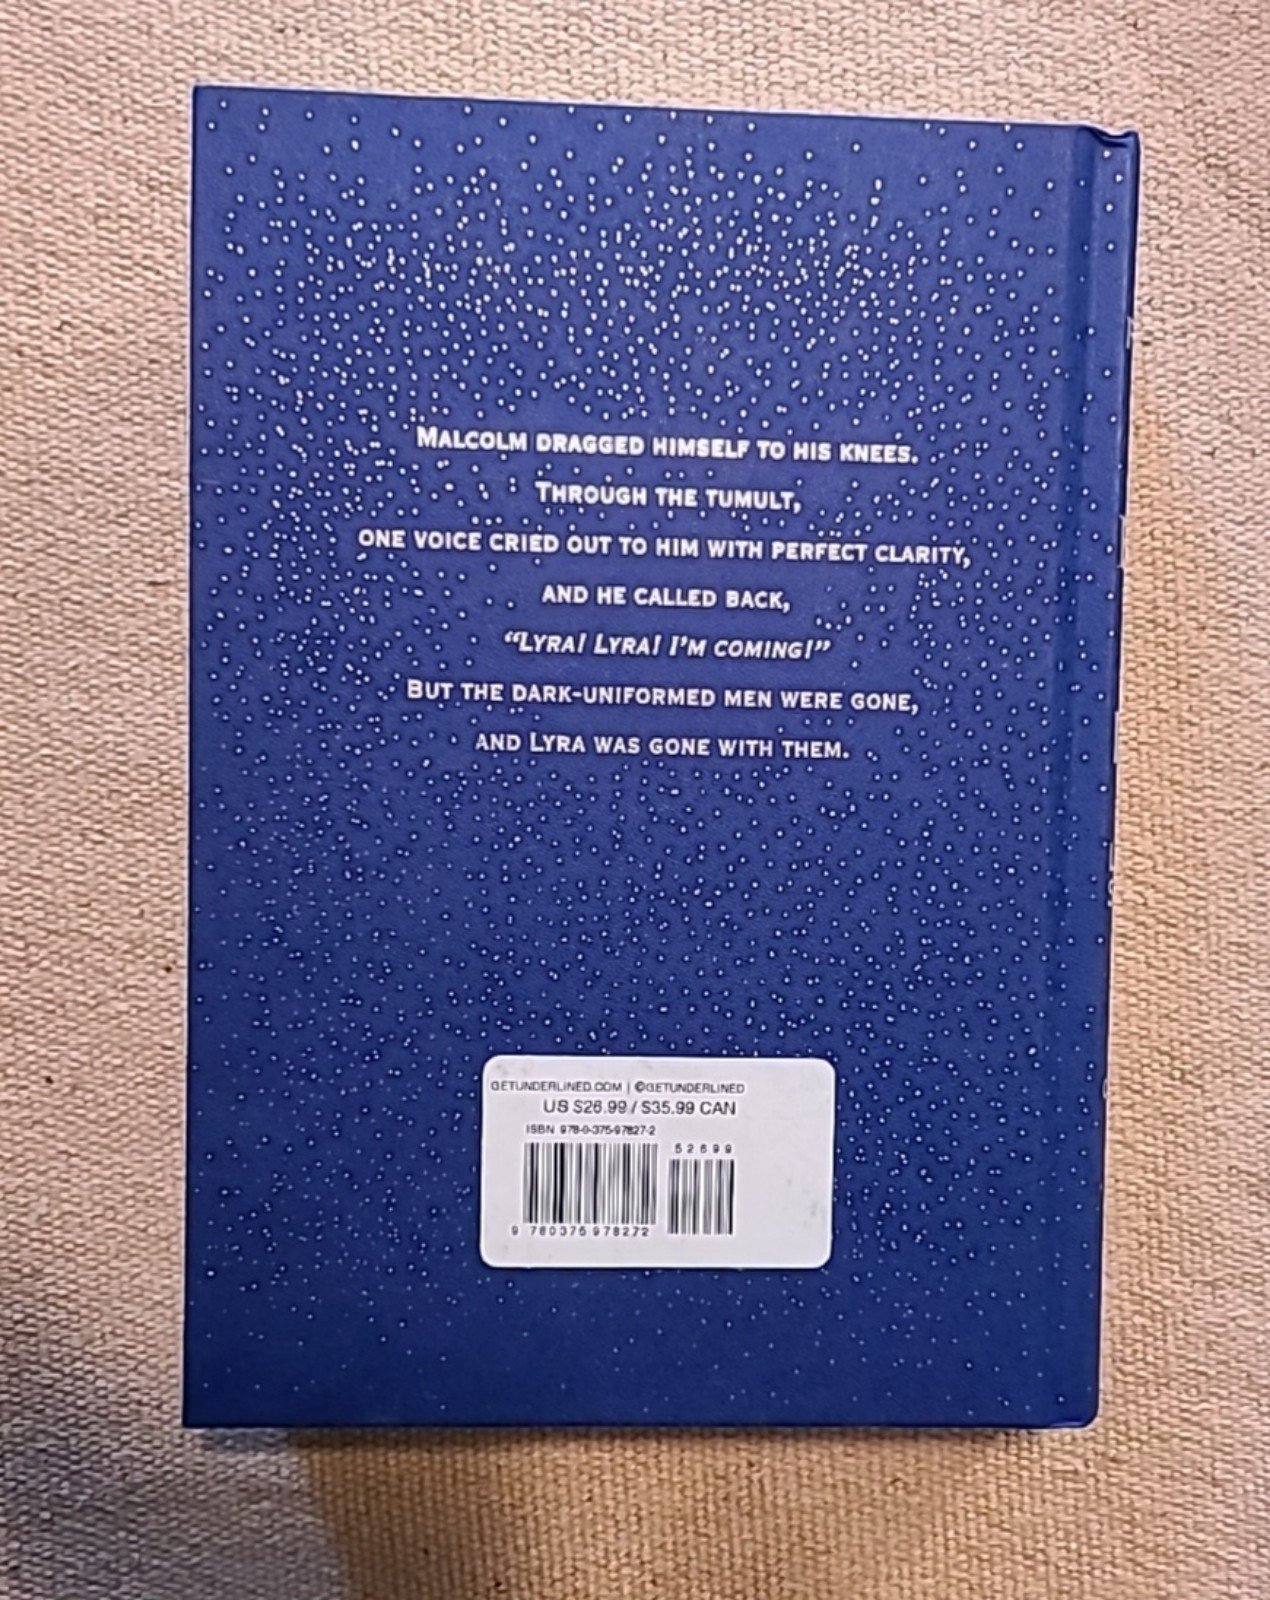 MALCOLM DRAGGED HIMSELF TO HIS KNEES.
THROUGH THE TUMULT,
ONE VOICE CRIED OUT TO HIM WITH PERFECT CLARITY,
AND HE CALLED BACK,
“LYRA! LYRA! I’M COMING!”
BUT THE DARK-UNIFORMED MEN WERE GONE,
AND LYRA WAS GONE WITH THEM.
GETUNDERLINED.COM | @GETUNDERLINED
US $26.99 / $35.99 CAN
ISBN 978-0-375-97827-2
52699
9 780375 978272